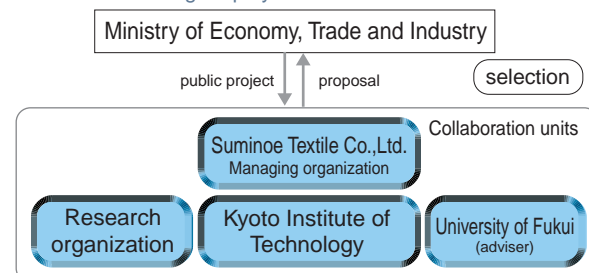 Ministry of Economy, Trade and Industry
public project
proposal
selection
Collaboration units
Suminoe Textile Co.,Ltd.
Managing organization
Research
organization
Kyoto Institute of
Technology
University of Fukui
(adviser)